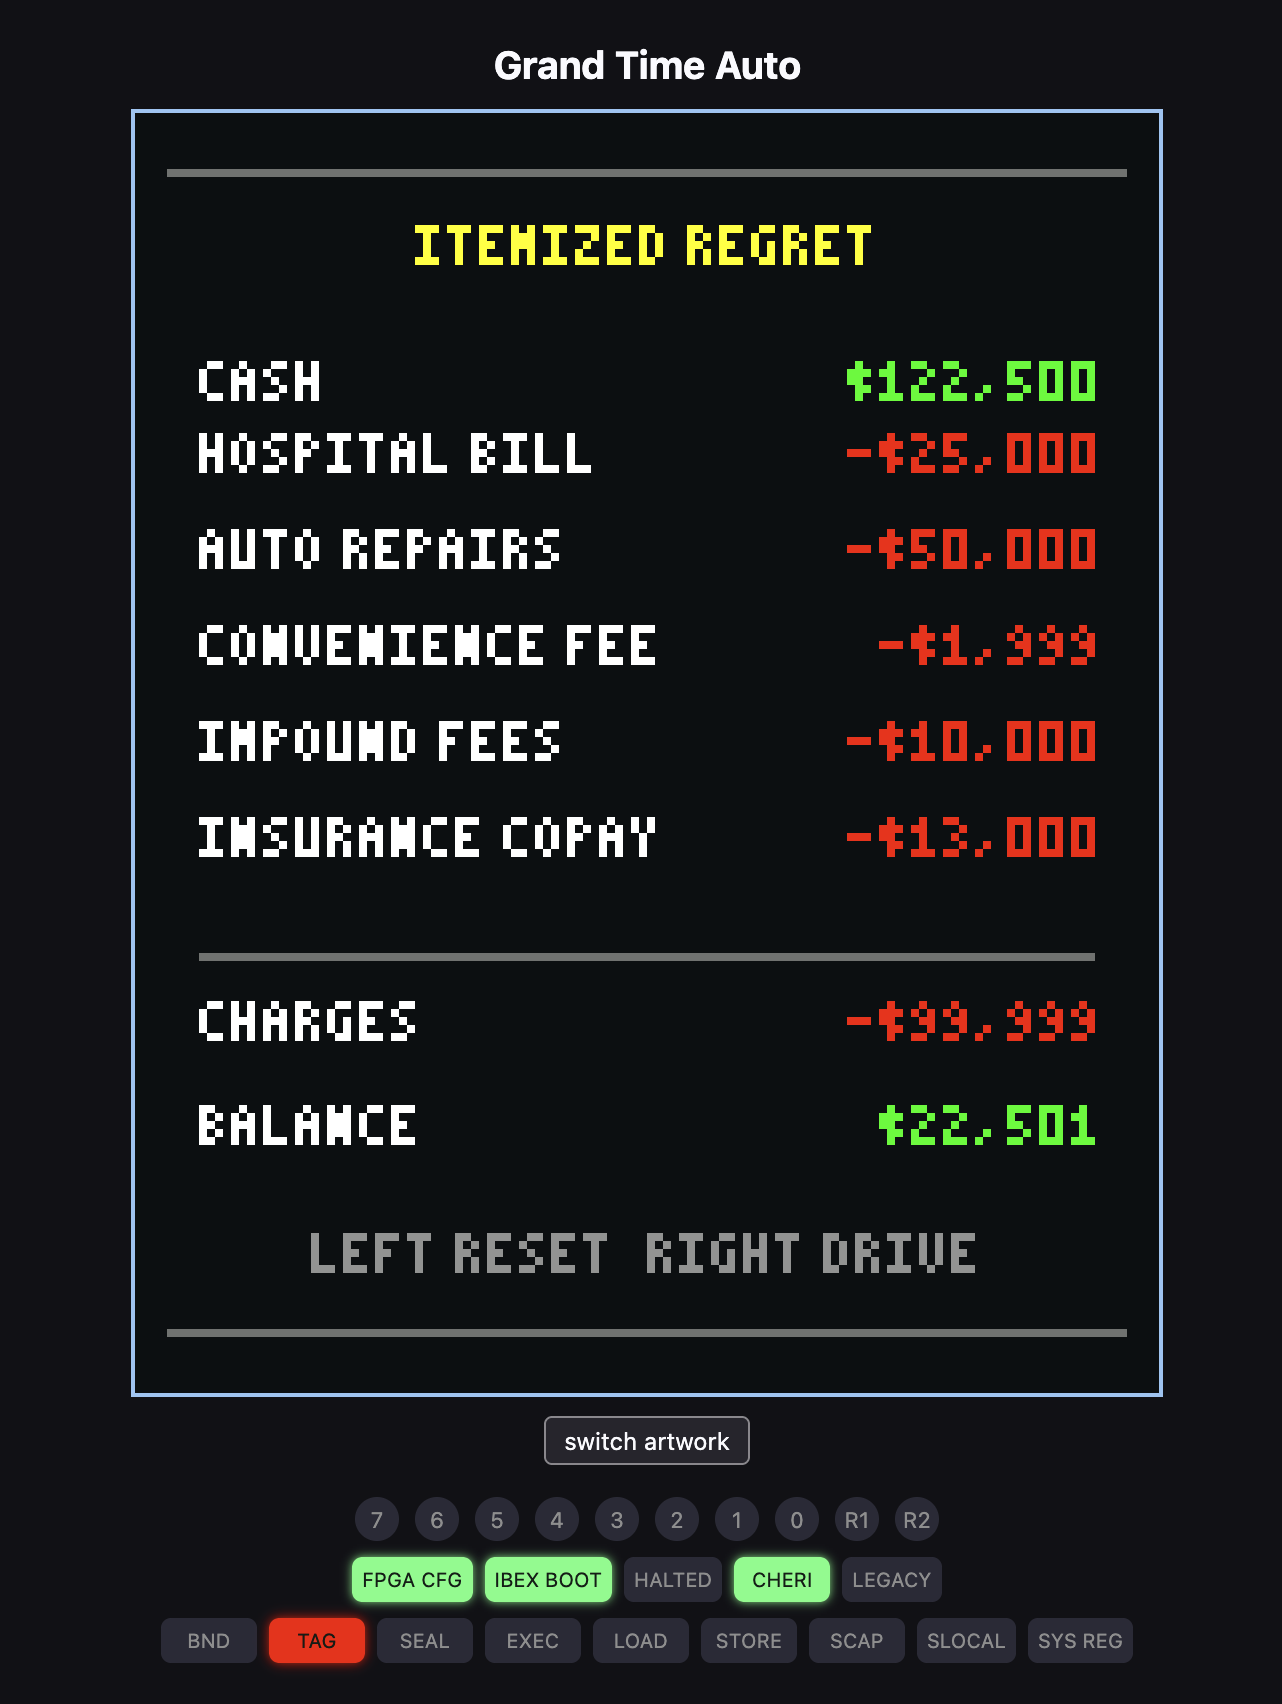 Grand Time Auto
ITEMIZED REGRET
CASH $122,500
HOSPITAL BILL -$25,000
AUTO REPAIRS -$50,000
CONVENIENCE FEE -$1,999
IMPOUND FEES -$10,000
INSURANCE COPAY -$13,000
CHARGES -$99,999
BALANCE $22,501
LEFT RESET RIGHT DRIVE
switch artwork
7 6 5 4 3 2 1 0 R1 R2
FPGA CFG IBEX BOOT HALTED CHERI LEGACY
BND TAG SEAL EXEC LOAD STORE SCAP SLOCAL SYS REG